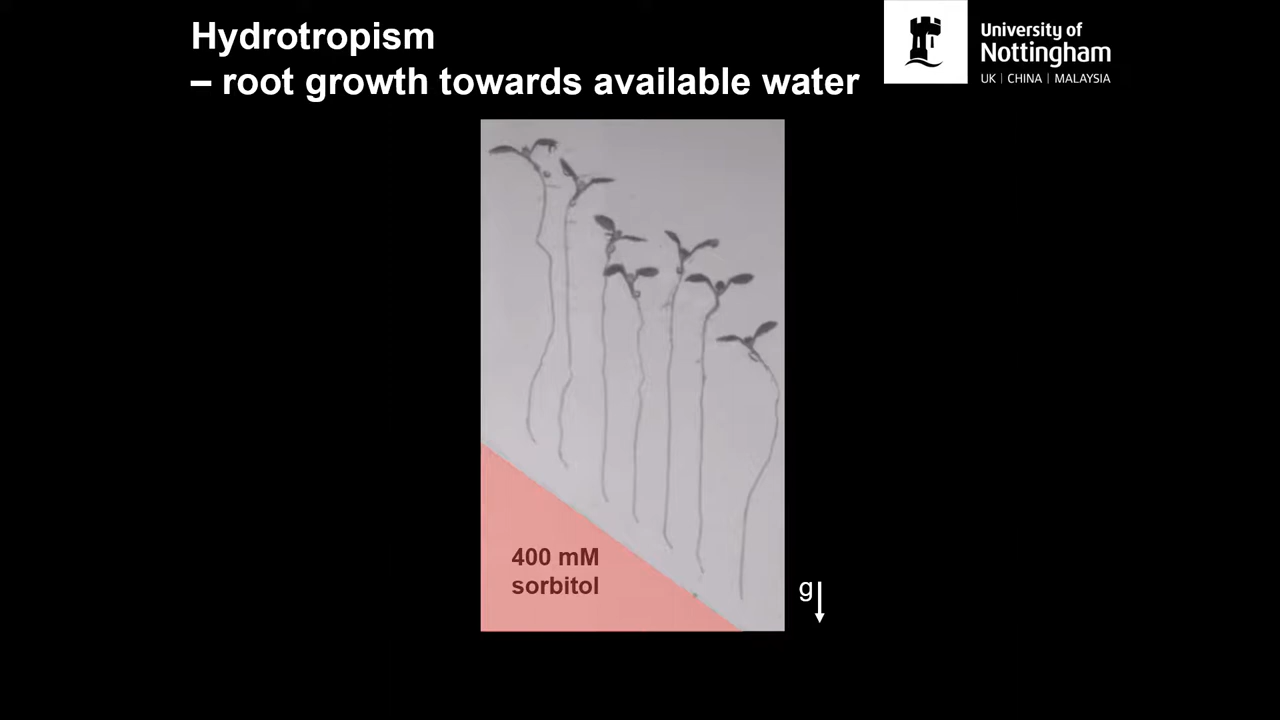 Hydrotropism
– root growth towards available water
University of
Nottingham
UK | CHINA | MALAYSIA
400 mM
sorbitol
g